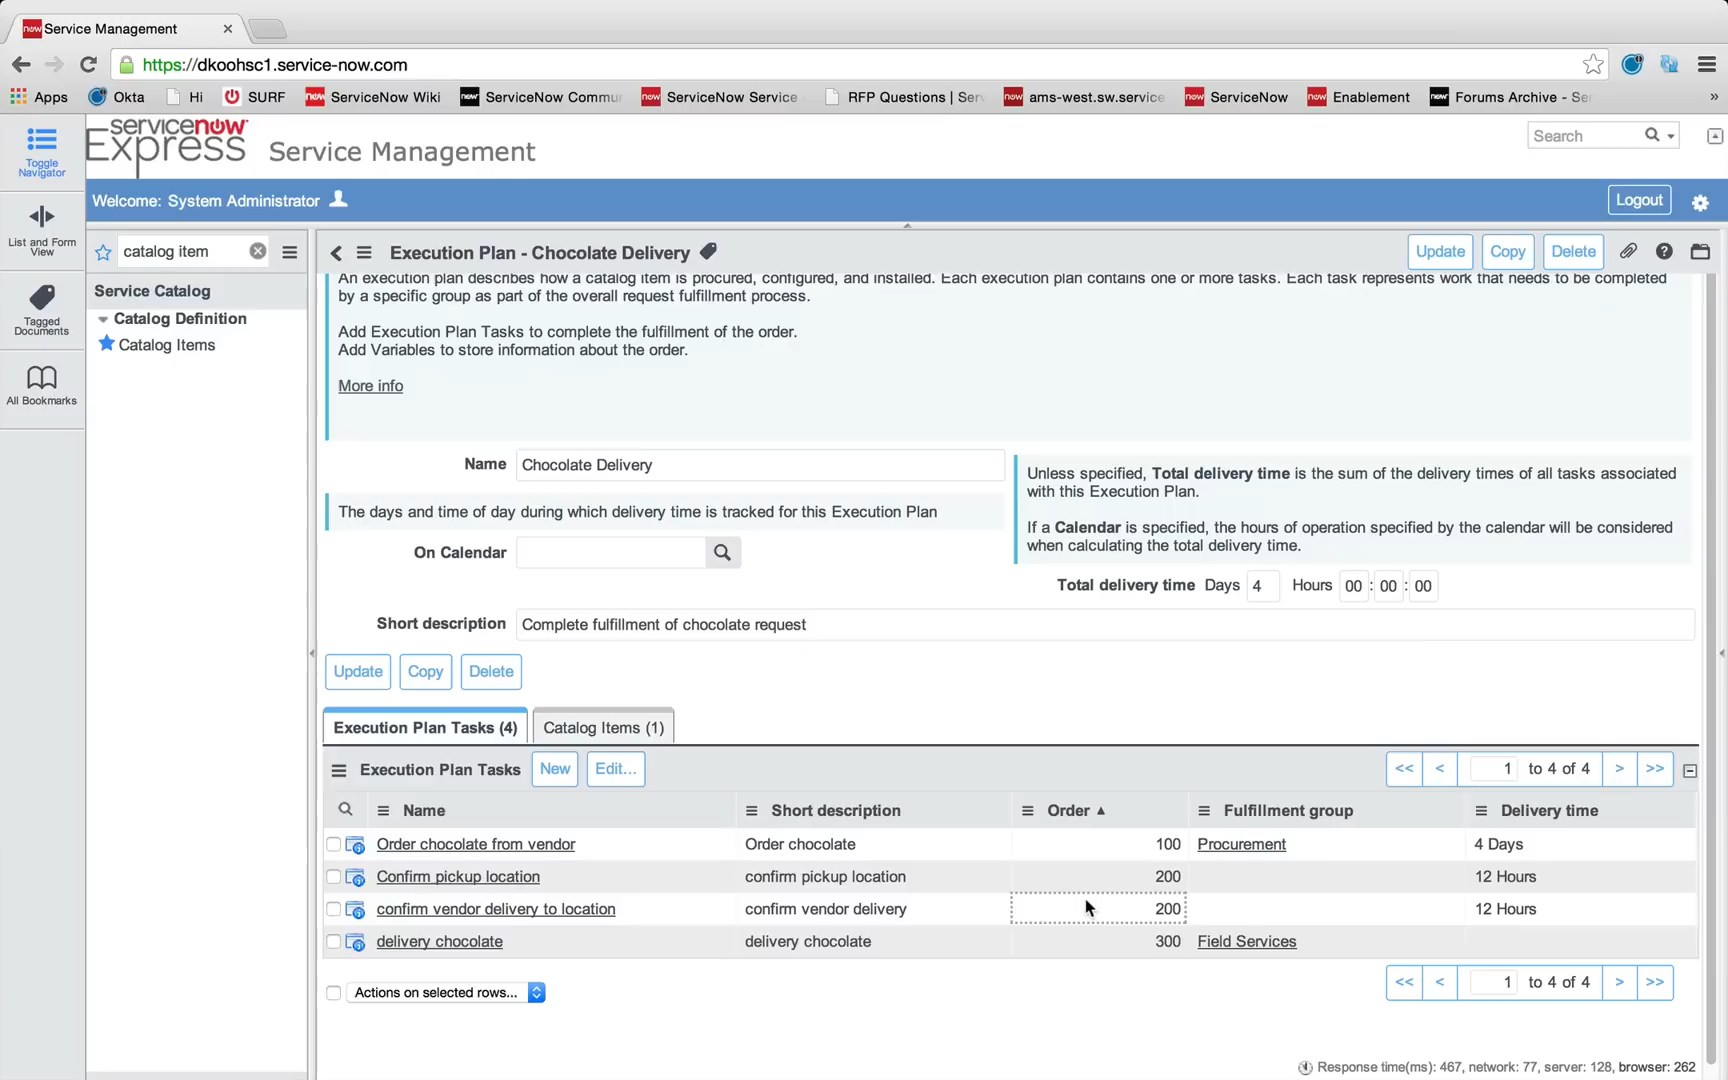 now Service Management
https://dkoohsc1.service-now.com
Apps Okta Hi SURF now ServiceNow Wiki now ServiceNow Commun now ServiceNow Service RFP Questions | Serv now ams-west.sw.service now ServiceNow now Enablement now Forums Archive - Ser »
servicenow
Express Service Management
Search
Toggle
Navigator
List and Form
View
Tagged
Documents
All Bookmarks
Welcome: System Administrator
Logout
catalog item
Service Catalog
Catalog Definition
Catalog Items
Execution Plan - Chocolate Delivery
Update Copy Delete
An execution plan describes how a catalog item is procured, configured, and installed. Each execution plan contains one or more tasks. Each task represents work that needs to be completed
by a specific group as part of the overall request fulfillment process.
Add Execution Plan Tasks to complete the fulfillment of the order.
Add Variables to store information about the order.
More info
Name Chocolate Delivery
The days and time of day during which delivery time is tracked for this Execution Plan
On Calendar
Unless specified, Total delivery time is the sum of the delivery times of all tasks associated
with this Execution Plan.
If a Calendar is specified, the hours of operation specified by the calendar will be considered
when calculating the total delivery time.
Total delivery time Days 4 Hours 00 : 00 : 00
Short description Complete fulfillment of chocolate request
Update Copy Delete
Execution Plan Tasks (4) Catalog Items (1)
Execution Plan Tasks New Edit... << < 1 to 4 of 4 > >>
Name Short description Order ▲ Fulfillment group Delivery time
Order chocolate from vendor Order chocolate 100 Procurement 4 Days
Confirm pickup location confirm pickup location 200 12 Hours
confirm vendor delivery to location confirm vendor delivery 200 12 Hours
delivery chocolate delivery chocolate 300 Field Services
Actions on selected rows... << < 1 to 4 of 4 > >>
Response time(ms): 467, network: 77, server: 128, browser: 262